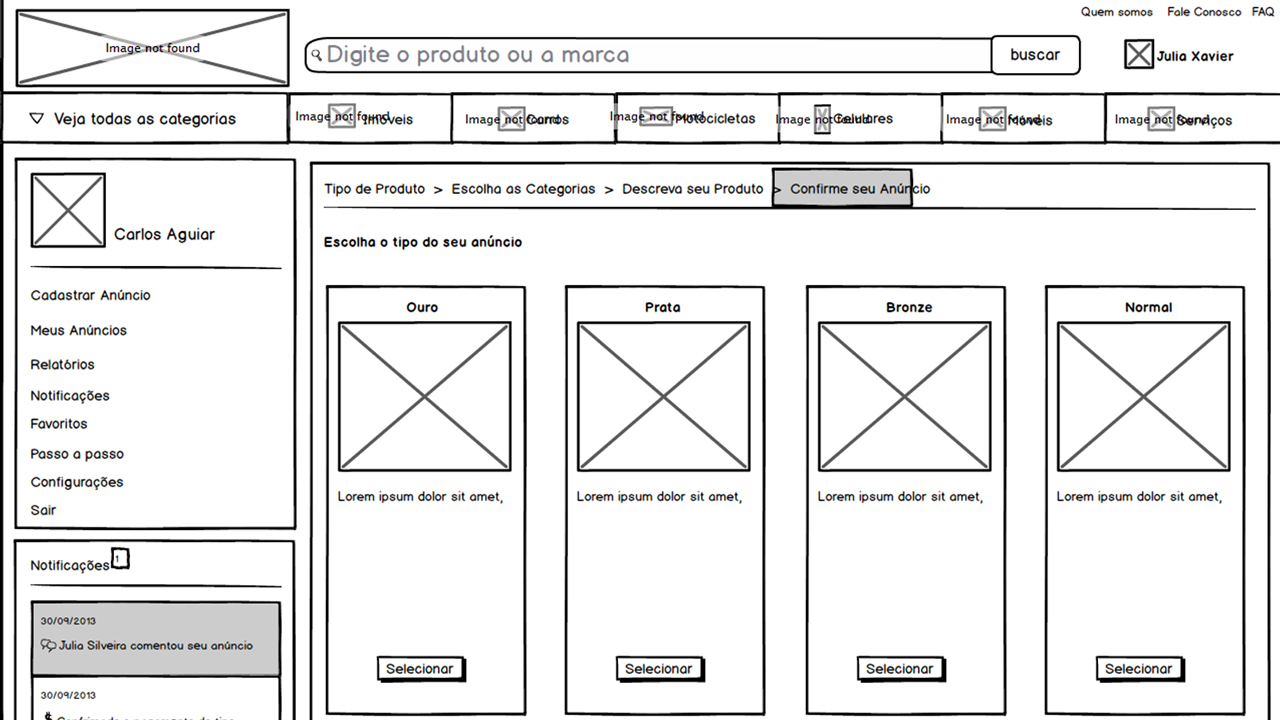 Quem somos Fale Conosco FAQ
Image not found
Digite o produto ou a marca
buscar
Julia Xavier
Veja todas as categorias
Image not found Imóveis
Image not found Carros
Image not found Motocicletas
Image not found Celulares
Image not found Móveis
Image not found Serviços
Carlos Aguiar
Cadastrar Anúncio
Meus Anúncios
Relatórios
Notificações
Favoritos
Passo a passo
Configurações
Sair
Notificações 1
30/09/2013
Julia Silveira comentou seu anúncio
30/09/2013
Tipo de Produto > Escolha as Categorias > Descreva seu Produto > Confirme seu Anúncio
Escolha o tipo do seu anúncio
Ouro
Lorem ipsum dolor sit amet,
Selecionar
Prata
Lorem ipsum dolor sit amet,
Selecionar
Bronze
Lorem ipsum dolor sit amet,
Selecionar
Normal
Lorem ipsum dolor sit amet,
Selecionar